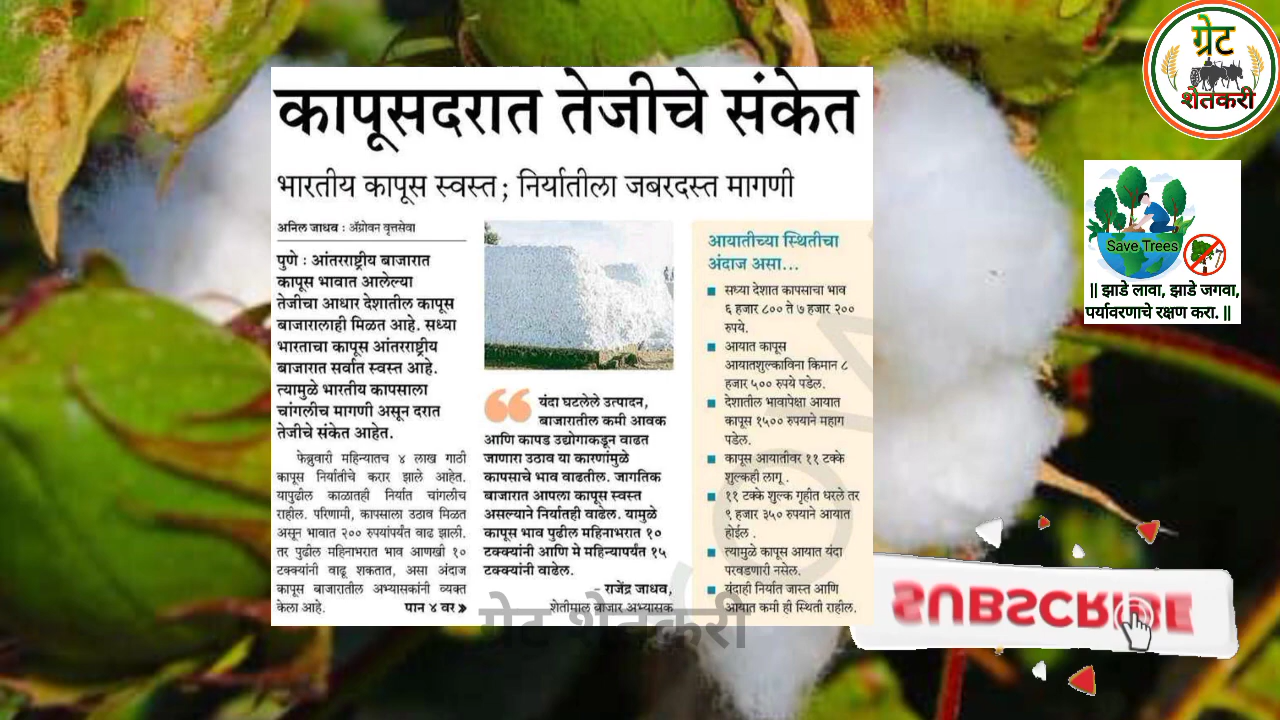 कापूसदरात तेजीचे संकेत
भारतीय कापूस स्वस्त; निर्यातीला जबरदस्त मागणी
अनिल जाधव : ॲग्रोवन वृत्तसेवा
पुणे : आंतरराष्ट्रीय बाजारात
कापूस भावात आलेल्या
तेजीचा आधार देशातील कापूस
बाजारालाही मिळत आहे. सध्या
भारताचा कापूस आंतरराष्ट्रीय
बाजारात सर्वात स्वस्त आहे.
त्यामुळे भारतीय कापसाला
चांगलीच मागणी असून दरात
तेजीचे संकेत आहेत.
फेब्रुवारी महिन्यातच ४ लाख गाठी
कापूस निर्यातीचे करार झाले आहेत.
यापुढील काळातही निर्यात चांगलीच
राहील. परिणामी, कापसाला उठाव मिळत
असून भावात २०० रुपयांपर्यंत वाढ झाली.
तर पुढील महिनाभरात भाव आणखी १०
टक्क्यांनी वाढू शकतात, असा अंदाज
कापूस बाजारातील अभ्यासकांनी व्यक्त
केला आहे. पान ४ वर »
यंदा घटलेले उत्पादन,
बाजारातील कमी आवक
आणि कापड उद्योगाकडून वाढत
जाणारा उठाव या कारणांमुळे
कापसाचे भाव वाढतील. जागतिक
बाजारात आपला कापूस स्वस्त
असल्याने निर्यातही वाढेल. यामुळे
कापूस भाव पुढील महिनाभरात १०
टक्क्यांनी आणि मे महिन्यापर्यंत १५
टक्क्यांनी वाढेल.
- राजेंद्र जाधव,
शेतीमाल बाजार अभ्यासक
आयातीच्या स्थितीचा
अंदाज असा...
■ सध्या देशात कापसाचा भाव
६ हजार ८०० ते ७ हजार २००
रुपये.
■ आयात कापूस
आयातशुल्काविना किमान ८
हजार ५०० रुपये पडेल.
■ देशातील भावापेक्षा आयात
कापूस १५०० रुपयाने महाग
पडेल.
■ कापूस आयातीवर ११ टक्के
शुल्कही लागू .
■ ११ टक्के शुल्क गृहीत धरले तर
९ हजार ३५० रुपयाने आयात
होईल .
■ त्यामुळे कापूस आयात यंदा
परवडणारी नसेल.
■ यंदाही निर्यात जास्त आणि
आयात कमी ही स्थिती राहील.
ग्रेट शेतकरी
ग्रेट
शेतकरी
Save Trees
|| झाडे लावा, झाडे जगवा,
पर्यावरणाचे रक्षण करा. ||
SUBSCRIBE